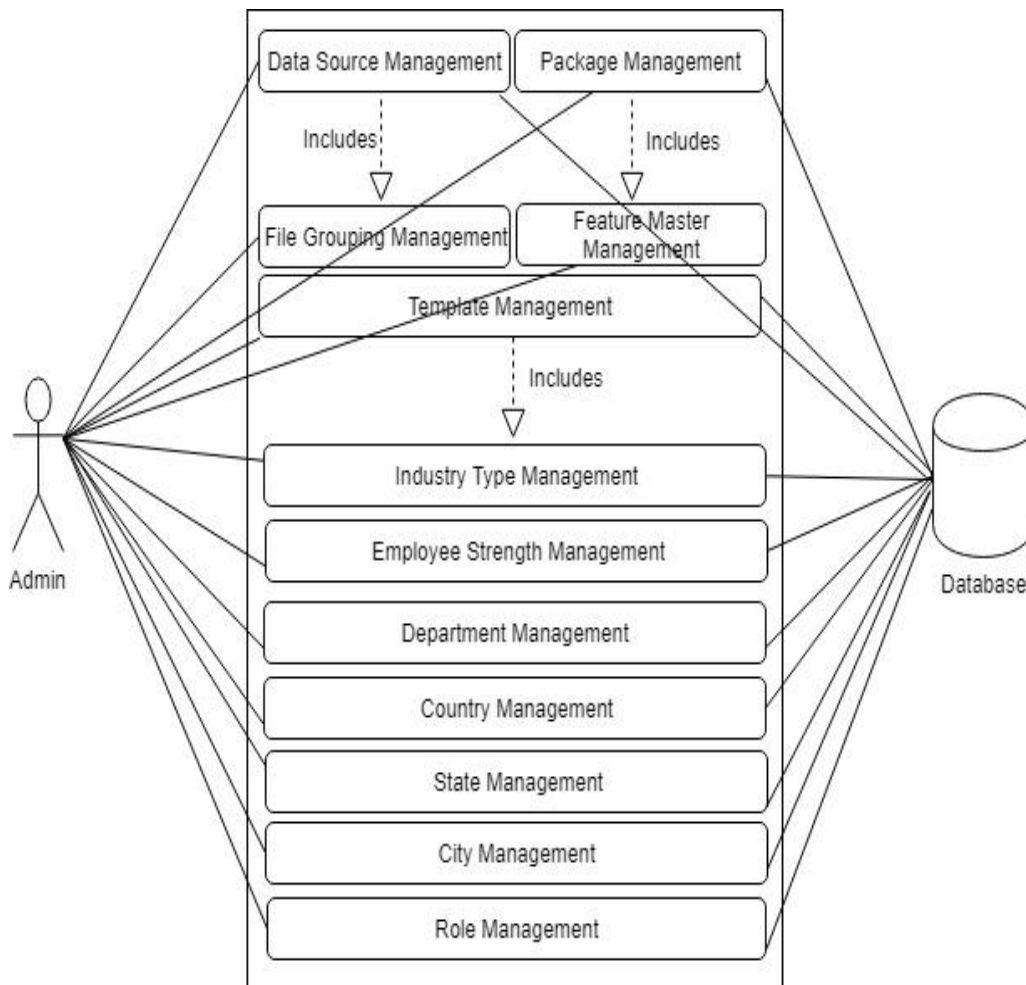 Data Source Management
Package Management
Includes
Includes
File Grouping Management
Feature Master
Management
Template Management
Includes
Industry Type Management
Employee Strength Management
Admin
Database
Department Management
Country Management
State Management
City Management
Role Management